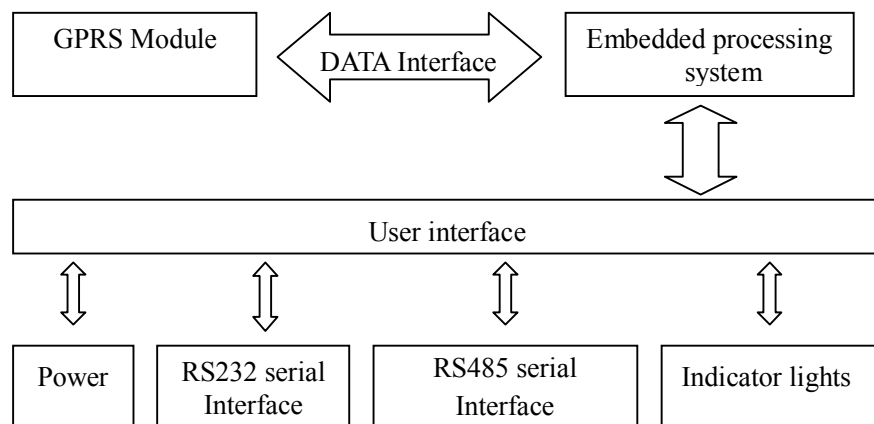 GPRS Module
DATA Interface
Embedded processing
system
User interface
Power
RS232 serial
Interface
RS485 serial
Interface
Indicator lights